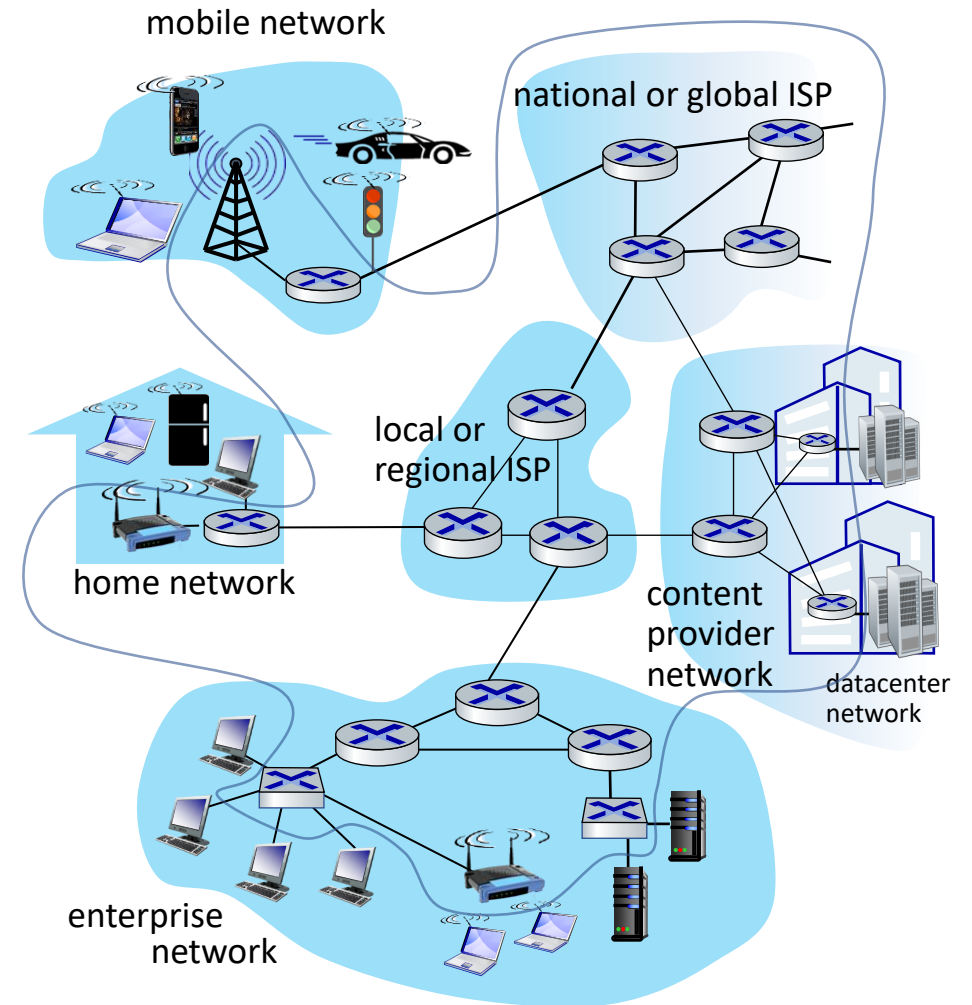 mobile network
national or global ISP
local or
regional ISP
home network
content
provider
network
datacenter
network
enterprise
network